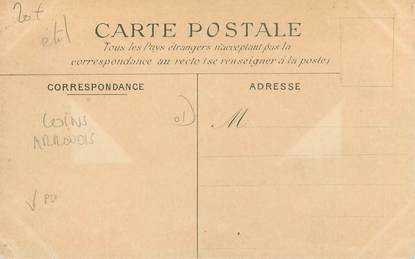 20+
CARTE POSTALE
Tous les Pays étrangers n'acceptant pas la
correspondance au recto (se renseigner à la poste)
CORRESPONDANCE
ADRESSE
COINS
ARRONDIS
M